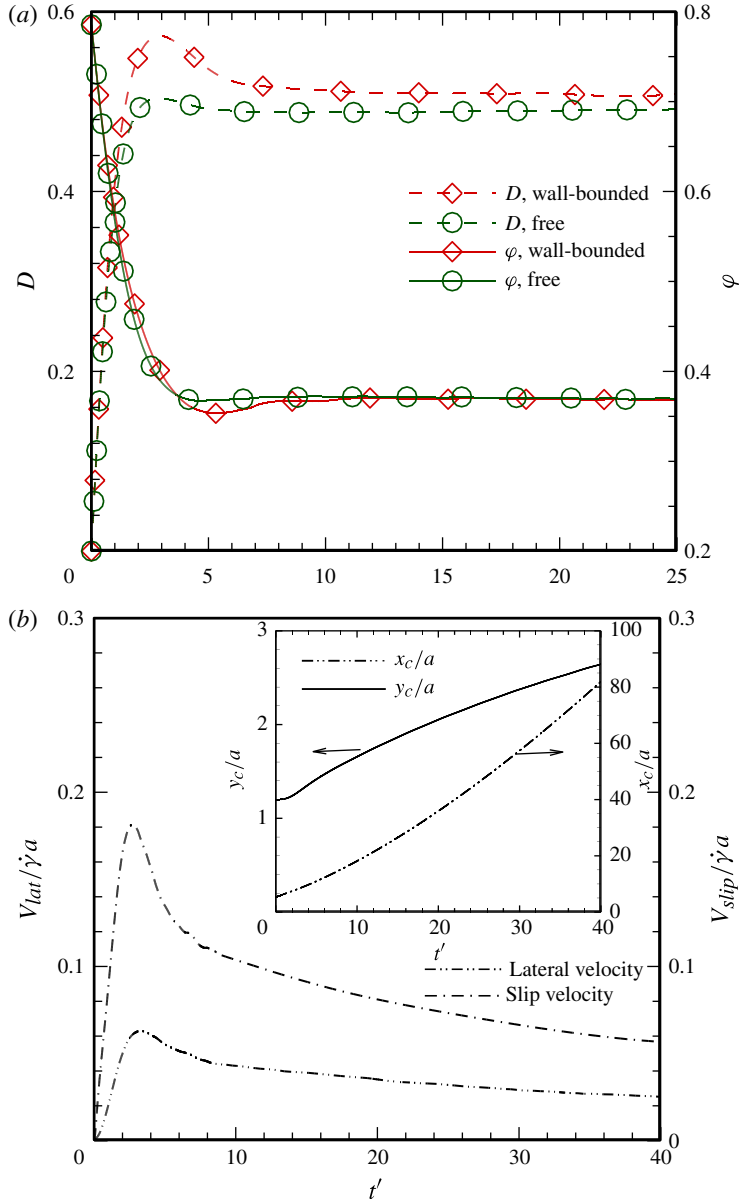 (a)
0.6
0.4
0.2
D
0
5
10
15
20
25
0.8
0.6
0.4
0.2
φ
D, wall-bounded
D, free
φ, wall-bounded
φ, free
(b)
0.3
0.2
0.1
V_lat/γ̇a
0
10
20
30
40
t′
0.3
0.2
0.1
0
V_slip/γ̇a
Lateral velocity
Slip velocity
3
2
1
y_c/a
0
10
20
30
40
t′
100
80
60
40
20
0
x_c/a
x_c/a
y_c/a